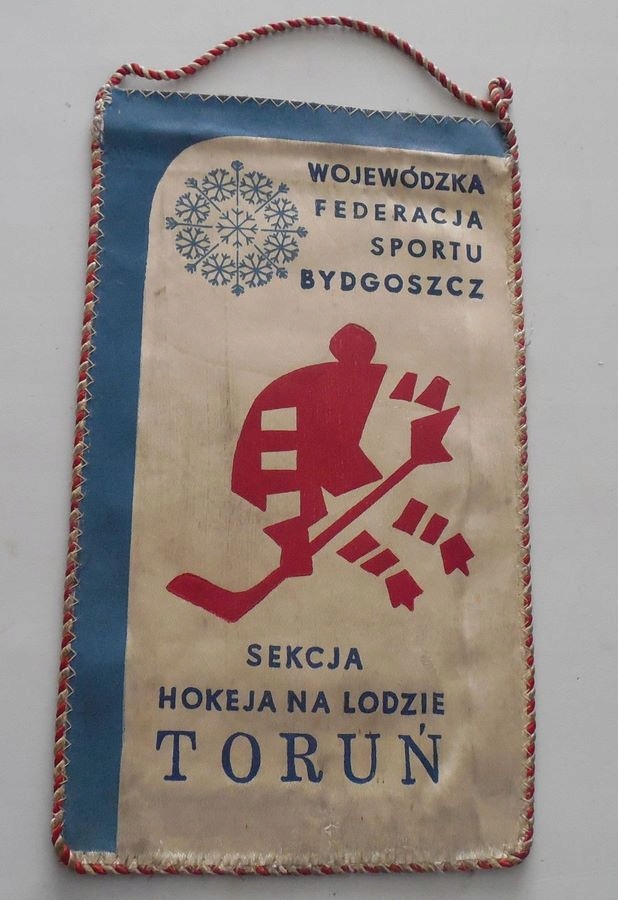 WOJEWÓDZKA
FEDERACJA
SPORTU
BYDGOSZCZ
SEKCJA
HOKEJA NA LODZIE
TORUŃ